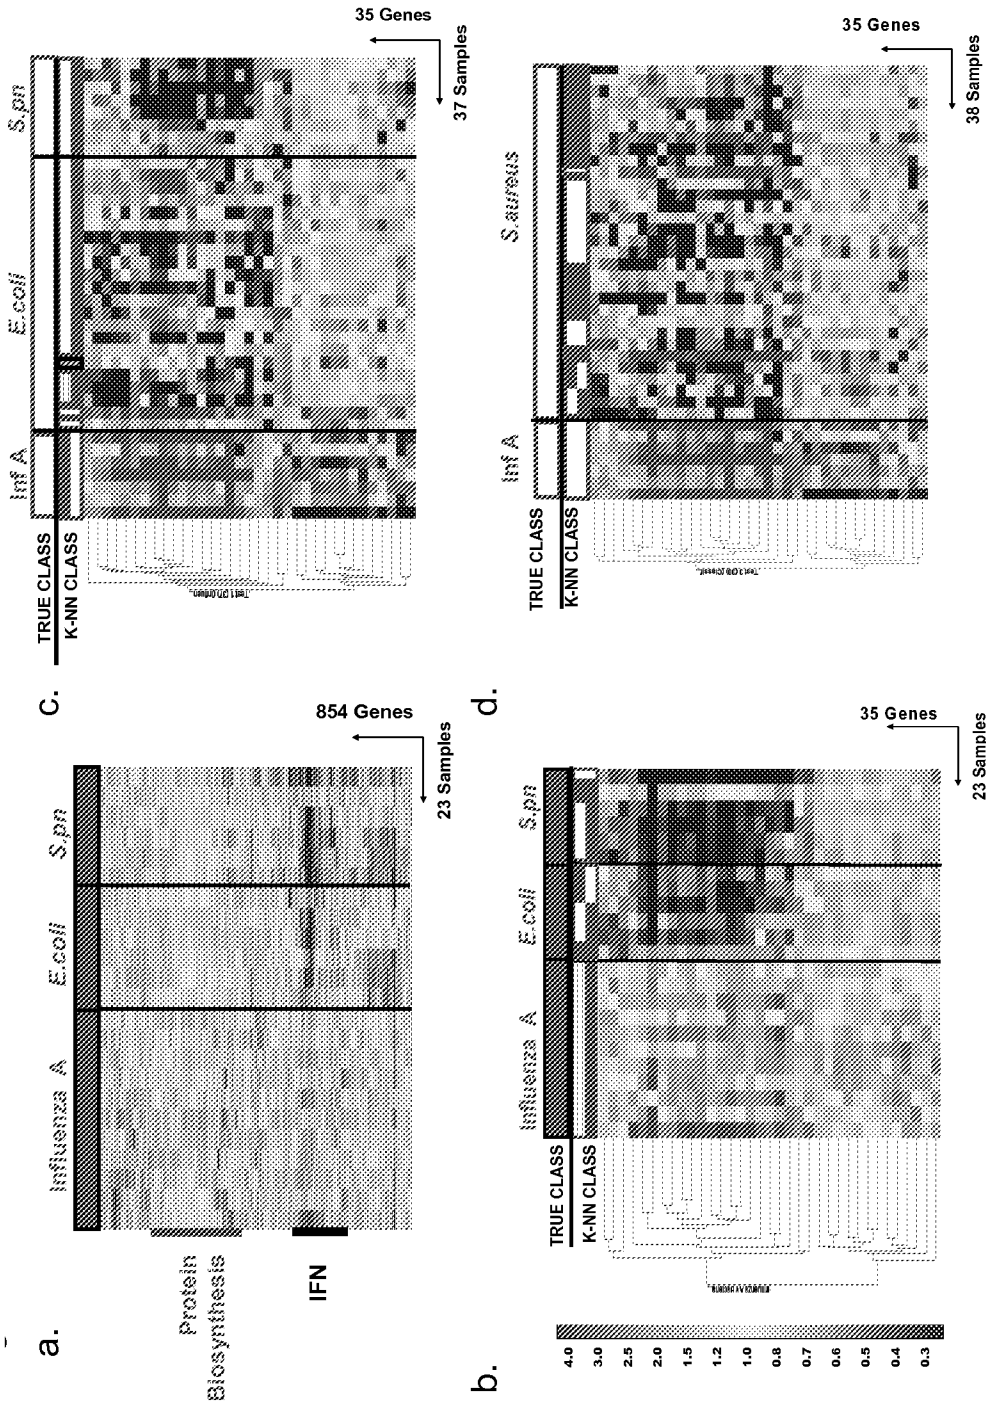 a.
Influenza A
E.coli
S.pn
Protein
Biosynthesis
IFN
854 Genes
23 Samples
b.
TRUE CLASS
K-NN CLASS
Influenza A
E.coli
S.pn
35 Genes
23 Samples
4.0
3.0
2.5
2.0
1.5
1.2
1.0
0.8
0.7
0.6
0.5
0.4
0.3
c.
TRUE CLASS
K-NN CLASS
Inf A
E.coli
S.pn
35 Genes
37 Samples
d.
TRUE CLASS
K-NN CLASS
Inf A
S.aureus
35 Genes
38 Samples